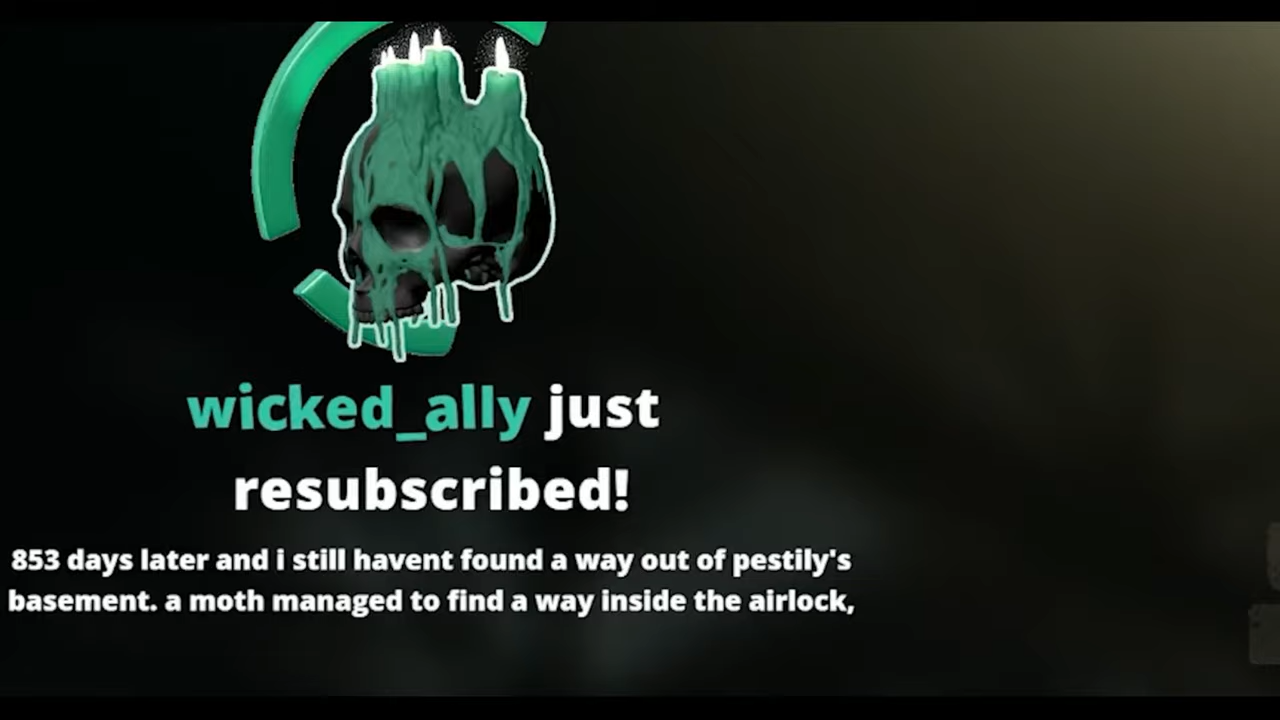 wicked_ally just
resubscribed!
853 days later and i still havent found a way out of pestily's
basement. a moth managed to find a way inside the airlock,